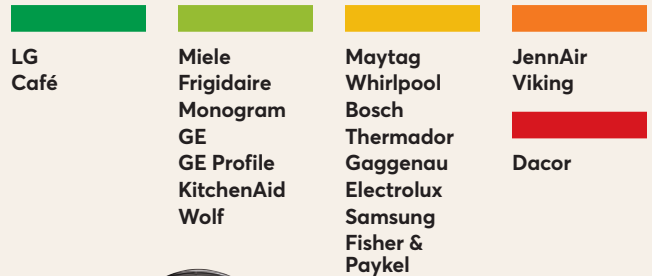 LG
Café
Miele
Frigidaire
Monogram
GE
GE Profile
KitchenAid
Wolf
Maytag
Whirlpool
Bosch
Thermador
Gaggenau
Electrolux
Samsung
Fisher &
Paykel
JennAir
Viking
Dacor